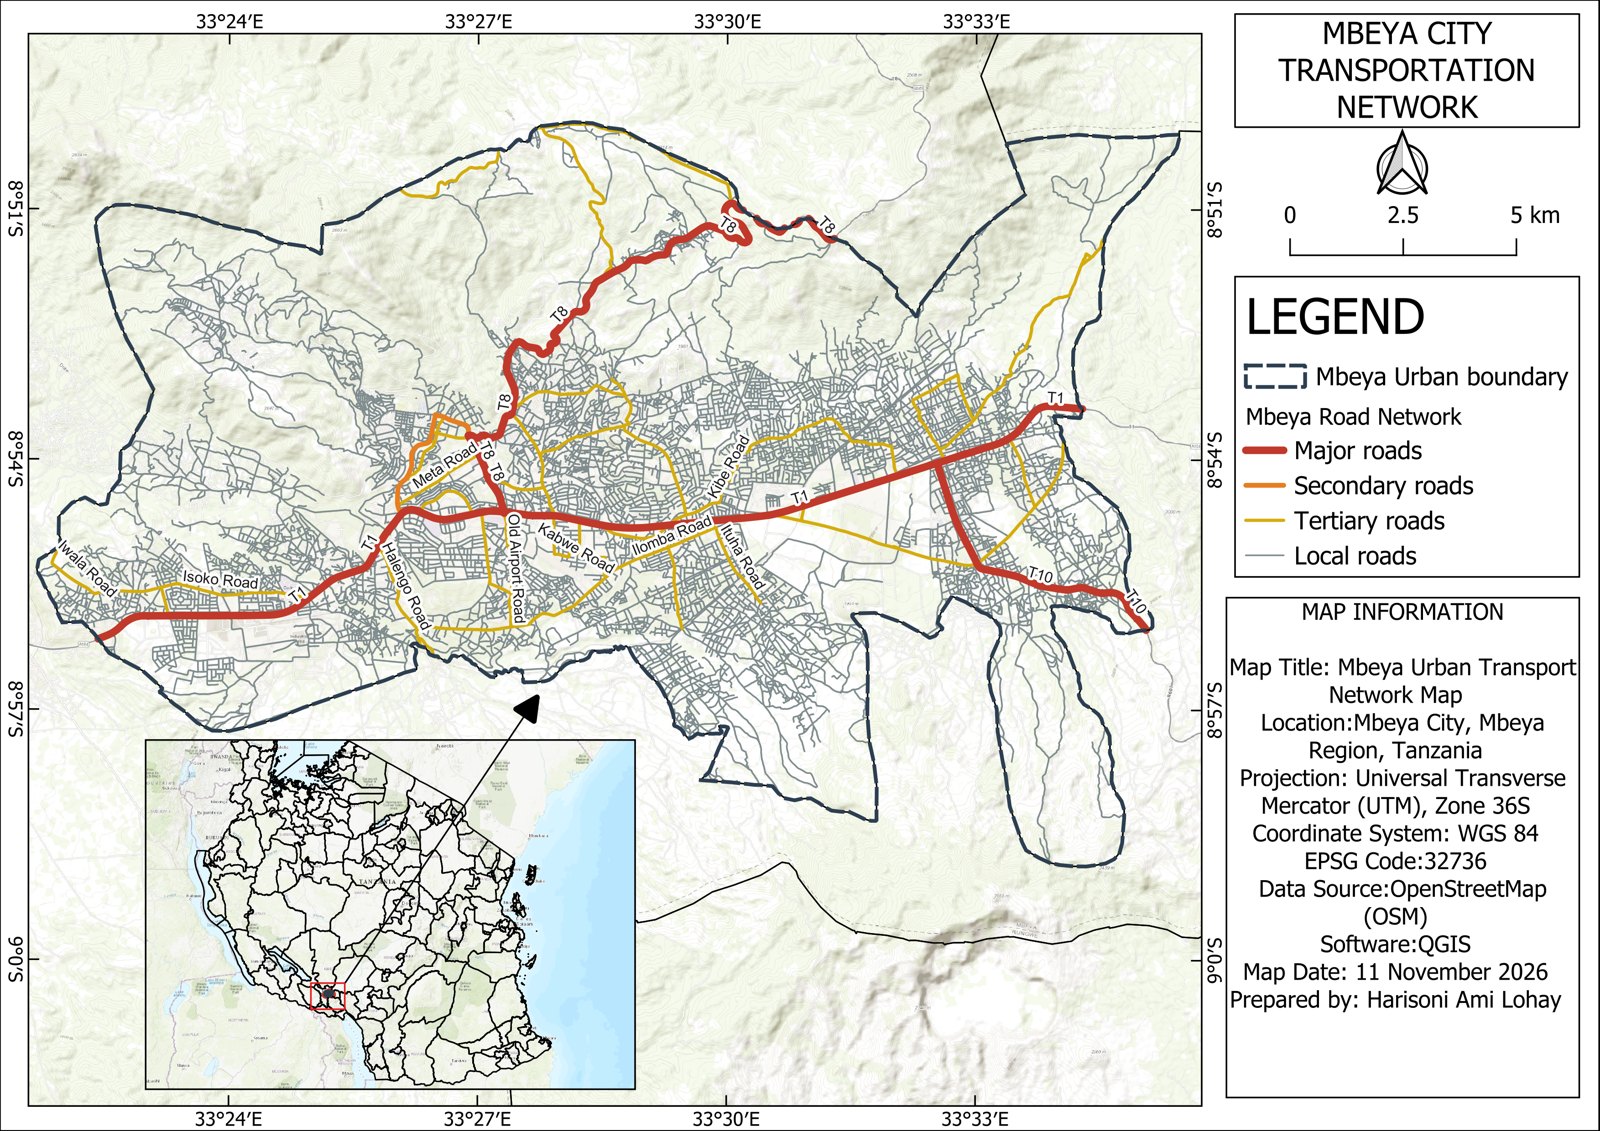 33°24′E
33°27′E
33°30′E
33°33′E
MBEYA CITY
TRANSPORTATION
NETWORK
0
2.5
5 km
LEGEND
Mbeya Urban boundary
Mbeya Road Network
Major roads
Secondary roads
Tertiary roads
Local roads
MAP INFORMATION
Map Title: Mbeya Urban Transport
Network Map
Location:Mbeya City, Mbeya
Region, Tanzania
Projection: Universal Transverse
Mercator (UTM), Zone 36S
Coordinate System: WGS 84
EPSG Code:32736
Data Source:OpenStreetMap
(OSM)
Software:QGIS
Map Date: 11 November 2026
Prepared by: Harisoni Ami Lohay
8°51′S
8°54′S
8°57′S
9°0′S
8°51′S
8°54′S
8°57′S
9°0′S
T8
T8
T8
T8
T8
T8
T1
T1
T1
T1
T10
T10
Mela Road
Kibe Road
Ilomba Road
Kabwe Road
Ituha Road
Old Airport Road
Halengo Road
Isoko Road
Iwala Road
TANZANIA
33°24′E
33°27′E
33°30′E
33°33′E